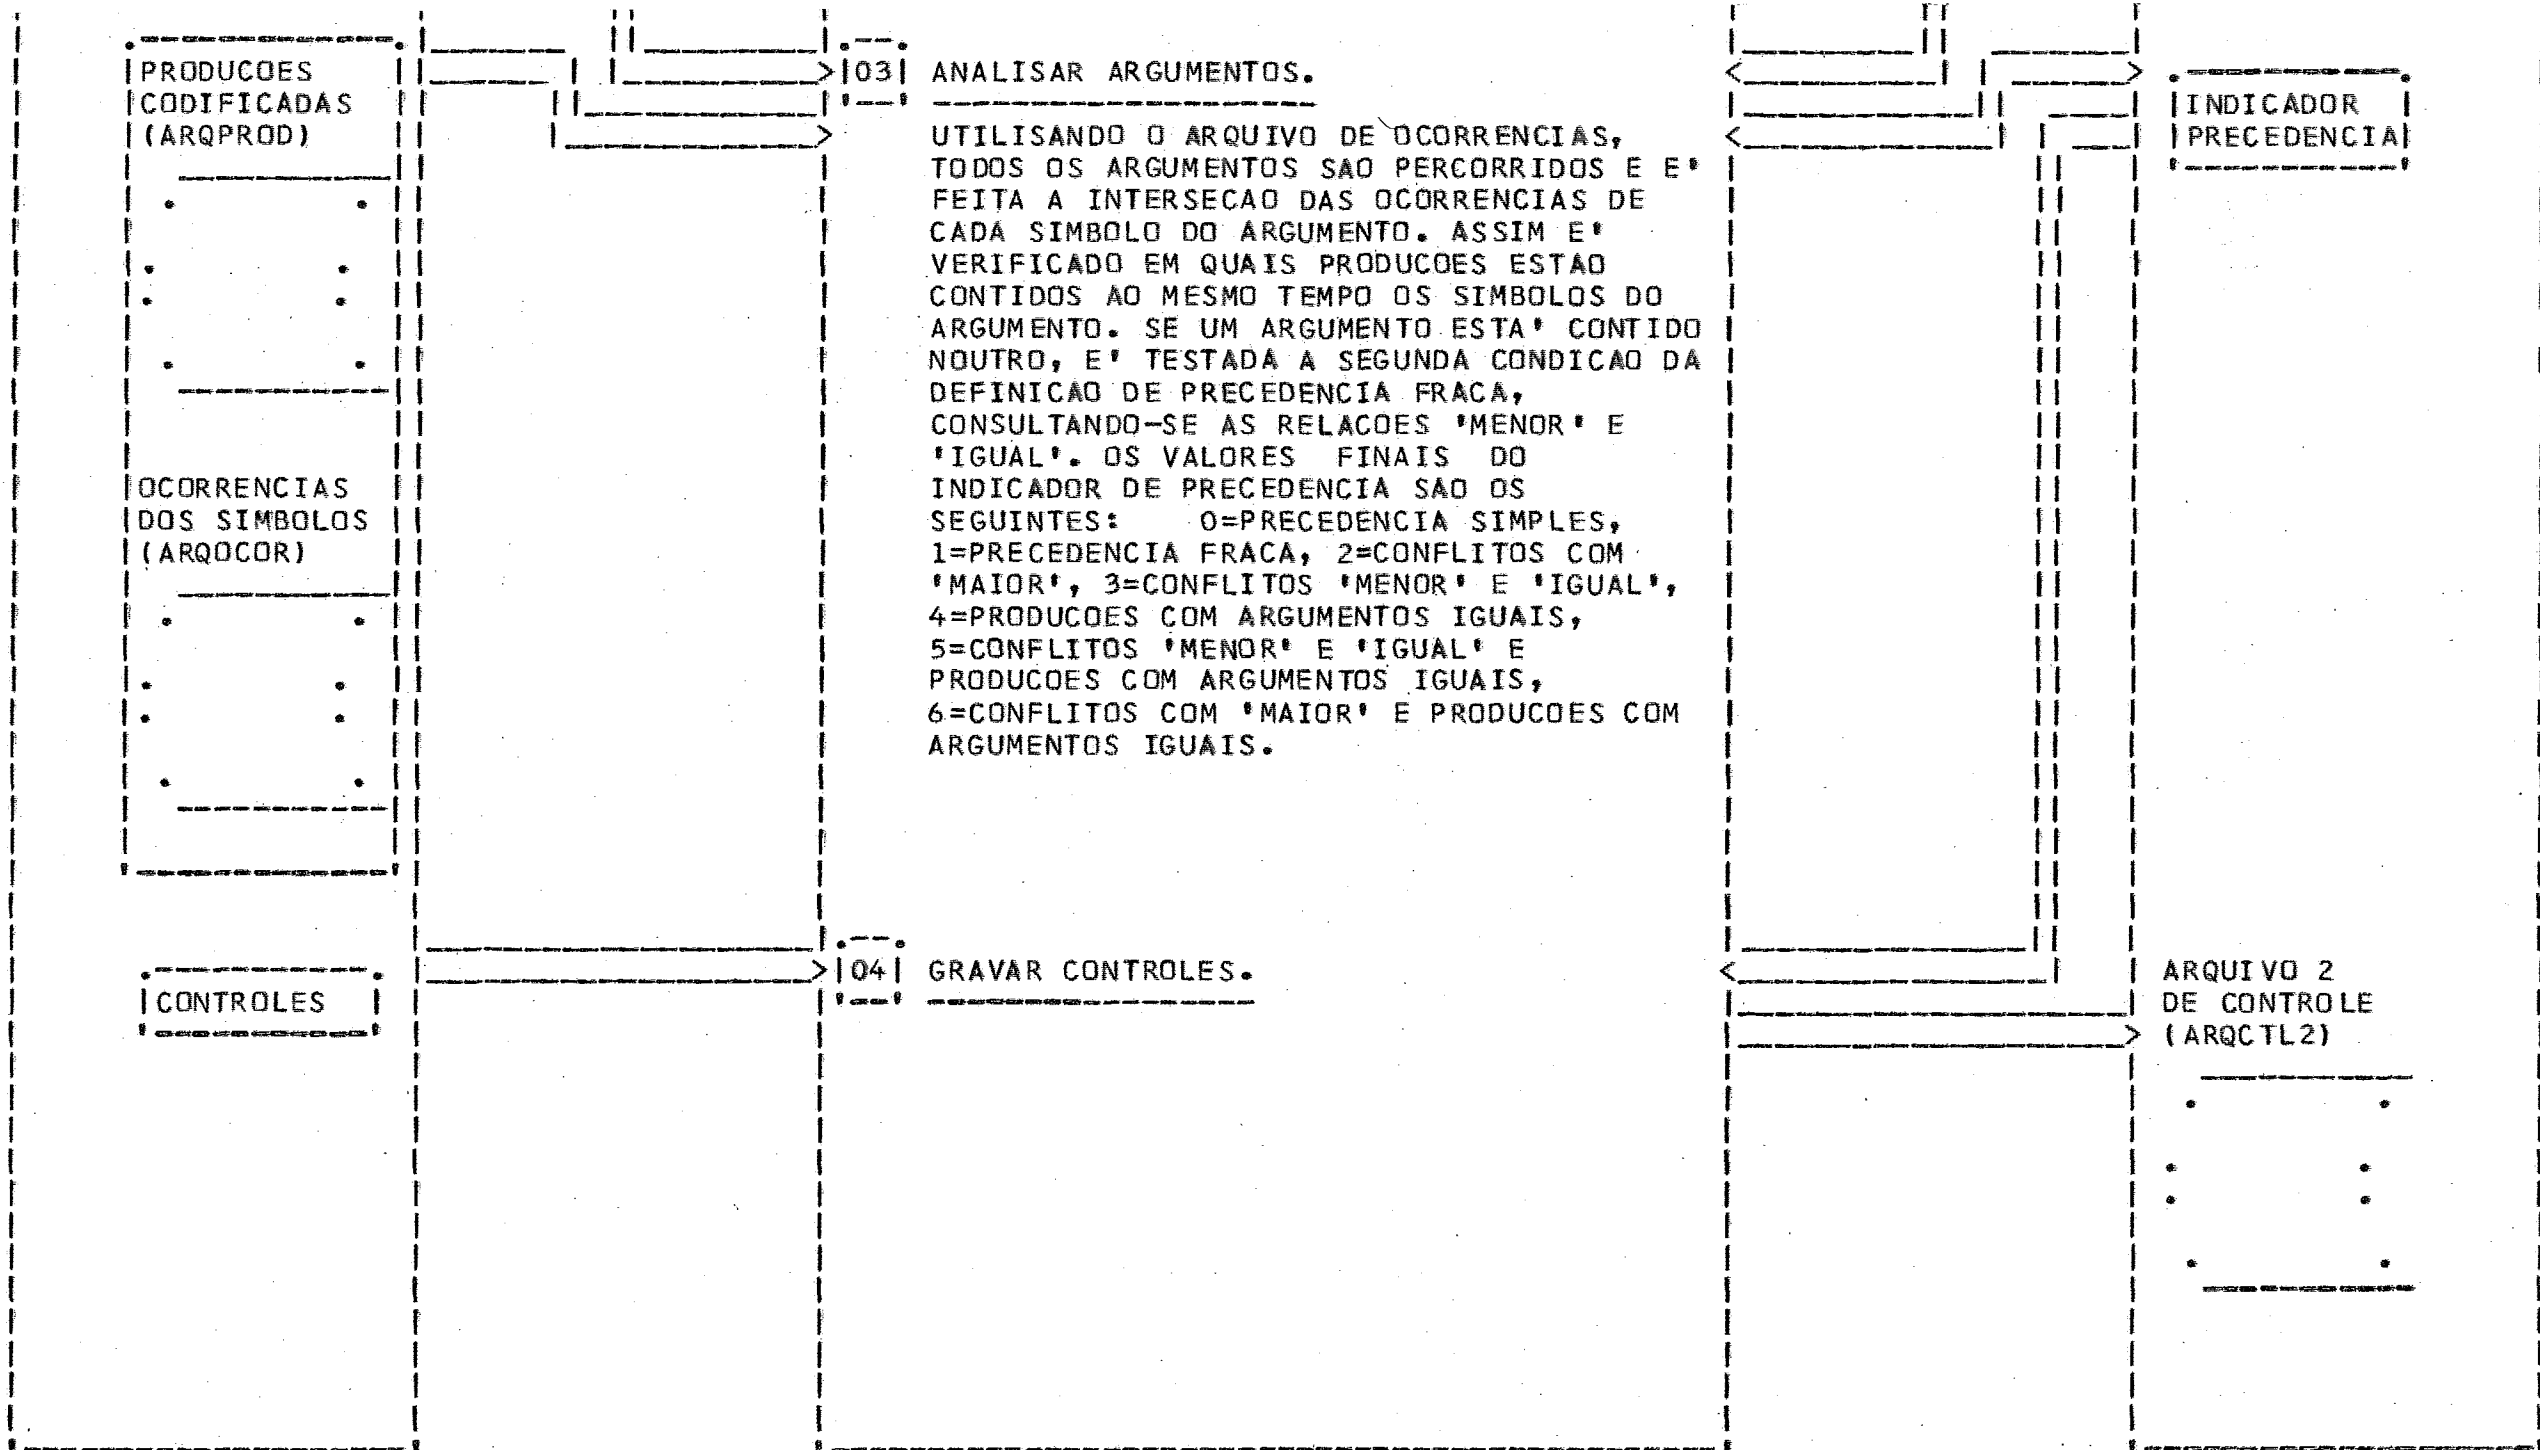 PRODUCOES
CODIFICADAS
(ARQPROD)
OCORRENCIAS
DOS SIMBOLOS
(ARQOCOR)
CONTROLES
03 ANALISAR ARGUMENTOS.
UTILISANDO O ARQUIVO DE OCORRENCIAS,
TODOS OS ARGUMENTOS SAO PERCORRIDOS E E'
FEITA A INTERSECAO DAS OCORRENCIAS DE
CADA SIMBOLO DO ARGUMENTO. ASSIM E'
VERIFICADO EM QUAIS PRODUCOES ESTAO
CONTIDOS AO MESMO TEMPO OS SIMBOLOS DO
ARGUMENTO. SE UM ARGUMENTO ESTA' CONTIDO
NOUTRO, E' TESTADA A SEGUNDA CONDICAO DA
DEFINICAO DE PRECEDENCIA FRACA,
CONSULTANDO-SE AS RELACOES 'MENOR' E
'IGUAL'. OS VALORES FINAIS DO
INDICADOR DE PRECEDENCIA SAO OS
SEGUINTES: 0=PRECEDENCIA SIMPLES,
1=PRECEDENCIA FRACA, 2=CONFLITOS COM
'MAIOR', 3=CONFLITOS 'MENOR' E 'IGUAL',
4=PRODUCOES COM ARGUMENTOS IGUAIS,
5=CONFLITOS 'MENOR' E 'IGUAL' E
PRODUCOES COM ARGUMENTOS IGUAIS,
6=CONFLITOS COM 'MAIOR' E PRODUCOES COM
ARGUMENTOS IGUAIS.
04 GRAVAR CONTROLES.
INDICADOR
PRECEDENCIA
ARQUIVO 2
DE CONTROLE
(ARQCTL2)